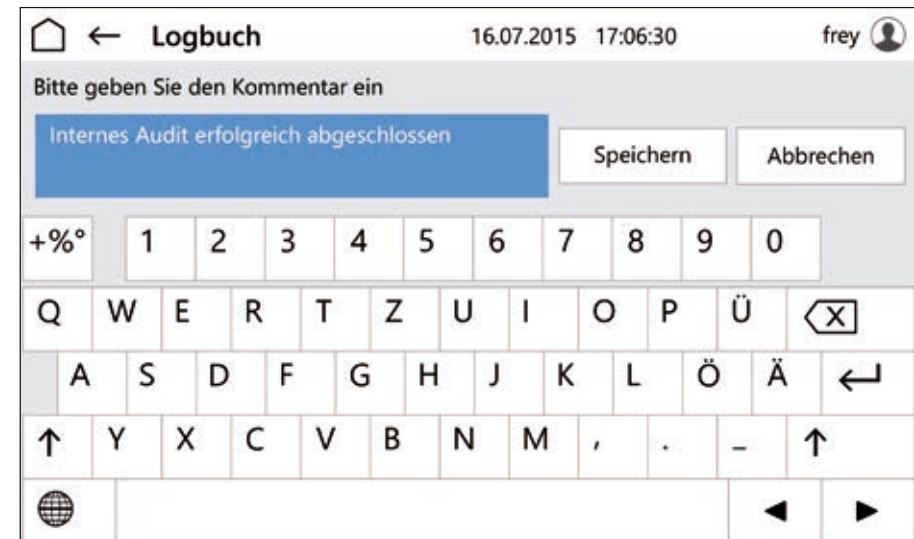 Logbuch 16.07.2015 17:06:30 frey
Bitte geben Sie den Kommentar ein
Internes Audit erfolgreich abgeschlossen
Speichern Abbrechen
+%° 1 2 3 4 5 6 7 8 9 0
Q W E R T Z U I O P Ü X
A S D F G H J K L Ö Ä
Y X C V B N M , . _